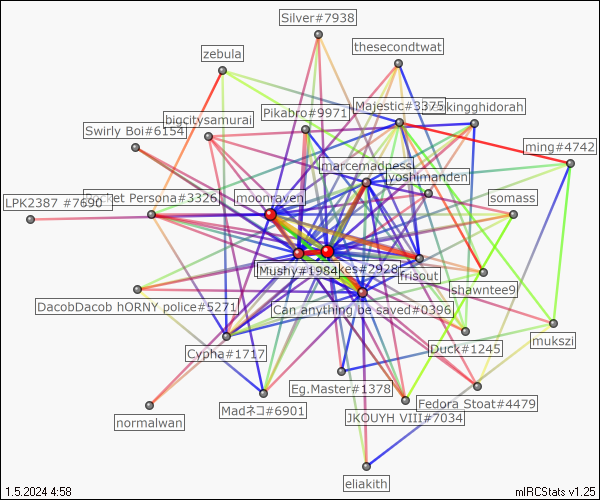 Silver#7938
thesecondtwat
zebula
Majestic#3375
kingghidorah
Pikabro#9971
bigcitysamurai
Swirly Boi#6154
ming#4742
marcemadness
yoshimanden
Persona#3326
moonraven
somass
LPK2387 #7690
Mushy#1984
kes#2928
frisout
shawntee9
DacobDacob hORNY police#5271
Can anything be saved#0396
mukszi
Duck#1245
Cypha#1717
Eg.Master#1378
Fedora Stoat#4479
Madネコ#6901
JKOUYH VIII#7034
normalwan
eliakith
1.5.2024 4:58
mIRCStats v1.25